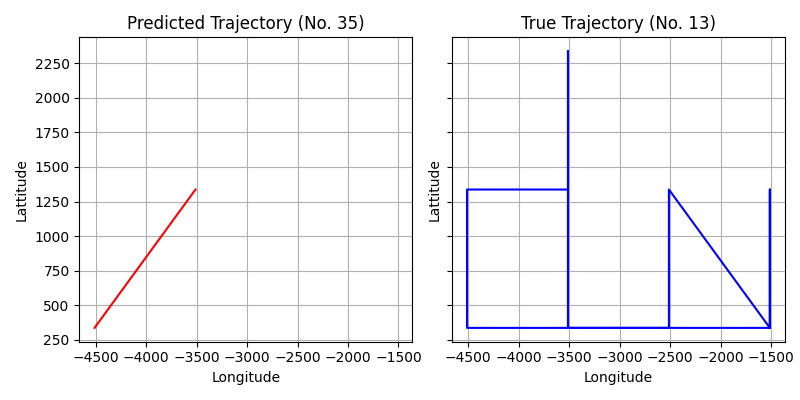 Predicted Trajectory (No. 35)
True Trajectory (No. 13)
Lattitude
2250
2000
1750
1500
1250
1000
750
500
250
−4500 −4000 −3500 −3000 −2500 −2000 −1500
Longitude
Lattitude
−4500 −4000 −3500 −3000 −2500 −2000 −1500
Longitude